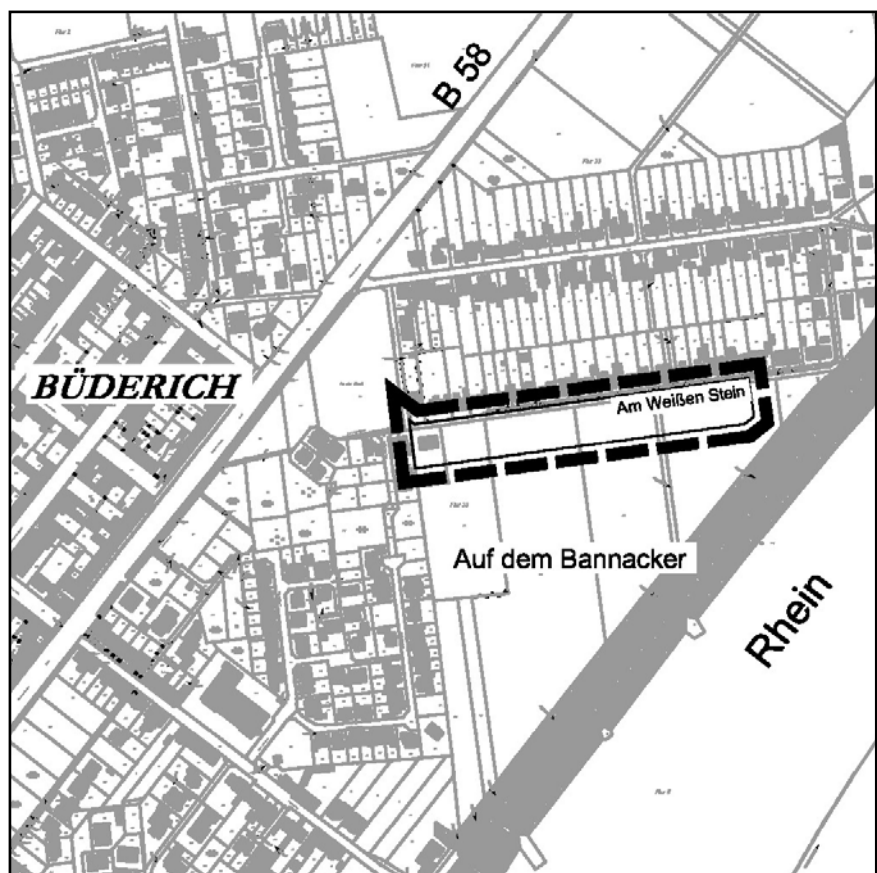 B 58
BÜDERICH
Am Weißen Stein
Auf dem Bannacker
Rhein